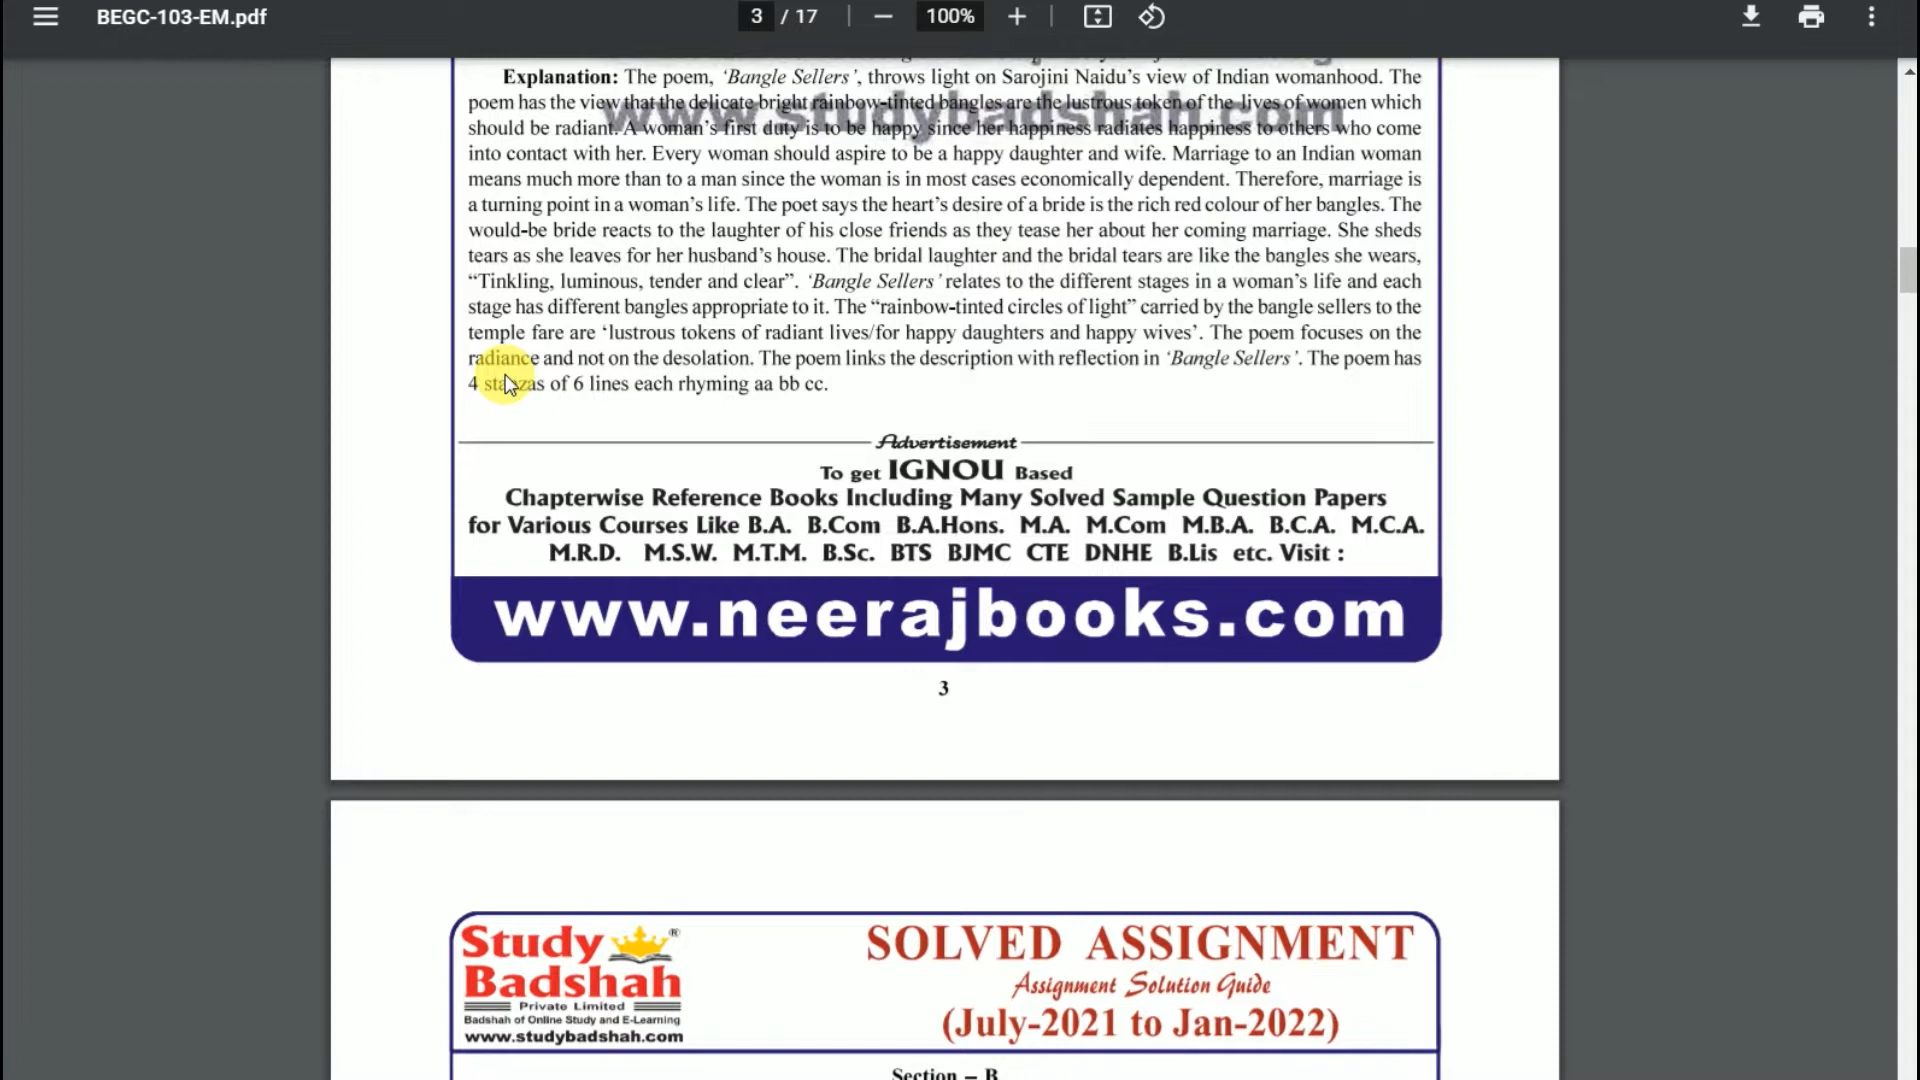 BEGC-103-EM.pdf
3 / 17
100%
Explanation: The poem, ‘Bangle Sellers’, throws light on Sarojini Naidu’s view of Indian womanhood. The
poem has the view that the delicate bright rainbow-tinted bangles are the lustrous token of the lives of women which
www.studybadshah.com
should be radiant. A woman’s first duty is to be happy since her happiness radiates happiness to others who come
into contact with her. Every woman should aspire to be a happy daughter and wife. Marriage to an Indian woman
means much more than to a man since the woman is in most cases economically dependent. Therefore, marriage is
a turning point in a woman’s life. The poet says the heart’s desire of a bride is the rich red colour of her bangles. The
would-be bride reacts to the laughter of his close friends as they tease her about her coming marriage. She sheds
tears as she leaves for her husband’s house. The bridal laughter and the bridal tears are like the bangles she wears,
“Tinkling, luminous, tender and clear”. ‘Bangle Sellers’ relates to the different stages in a woman’s life and each
stage has different bangles appropriate to it. The “rainbow-tinted circles of light” carried by the bangle sellers to the
temple fare are ‘lustrous tokens of radiant lives/for happy daughters and happy wives’. The poem focuses on the
radiance and not on the desolation. The poem links the description with reflection in ‘Bangle Sellers’. The poem has
4 stanzas of 6 lines each rhyming aa bb cc.
Advertisement
To get IGNOU Based
Chapterwise Reference Books Including Many Solved Sample Question Papers
for Various Courses Like B.A. B.Com B.A.Hons. M.A. M.Com M.B.A. B.C.A. M.C.A.
M.R.D. M.S.W. M.T.M. B.Sc. BTS BJMC CTE DNHE B.Lis etc. Visit :
www.neerajbooks.com
3
Study
Badshah ®
Private Limited
Badshah of Online Study and E-Learning
www.studybadshah.com
SOLVED ASSIGNMENT
Assignment Solution Guide
(July-2021 to Jan-2022)
Section – B